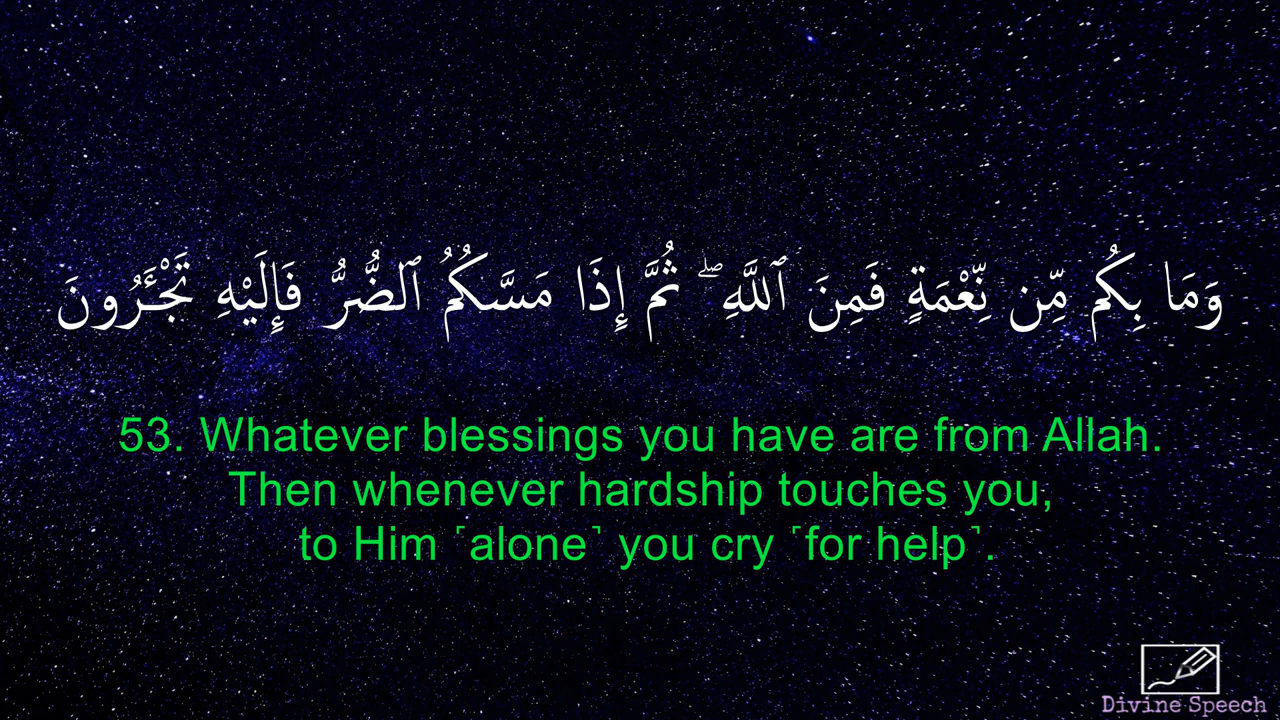 وَمَا بِكُم مِّن نِّعْمَةٍ فَمِنَ ٱللَّهِ ۖ ثُمَّ إِذَا مَسَّكُمُ ٱلضُّرُّ فَإِلَيْهِ تَجْـَٔرُونَ
53. Whatever blessings you have are from Allah.
Then whenever hardship touches you,
to Him ˹alone˺ you cry ˹for help˺.
Divine Speech